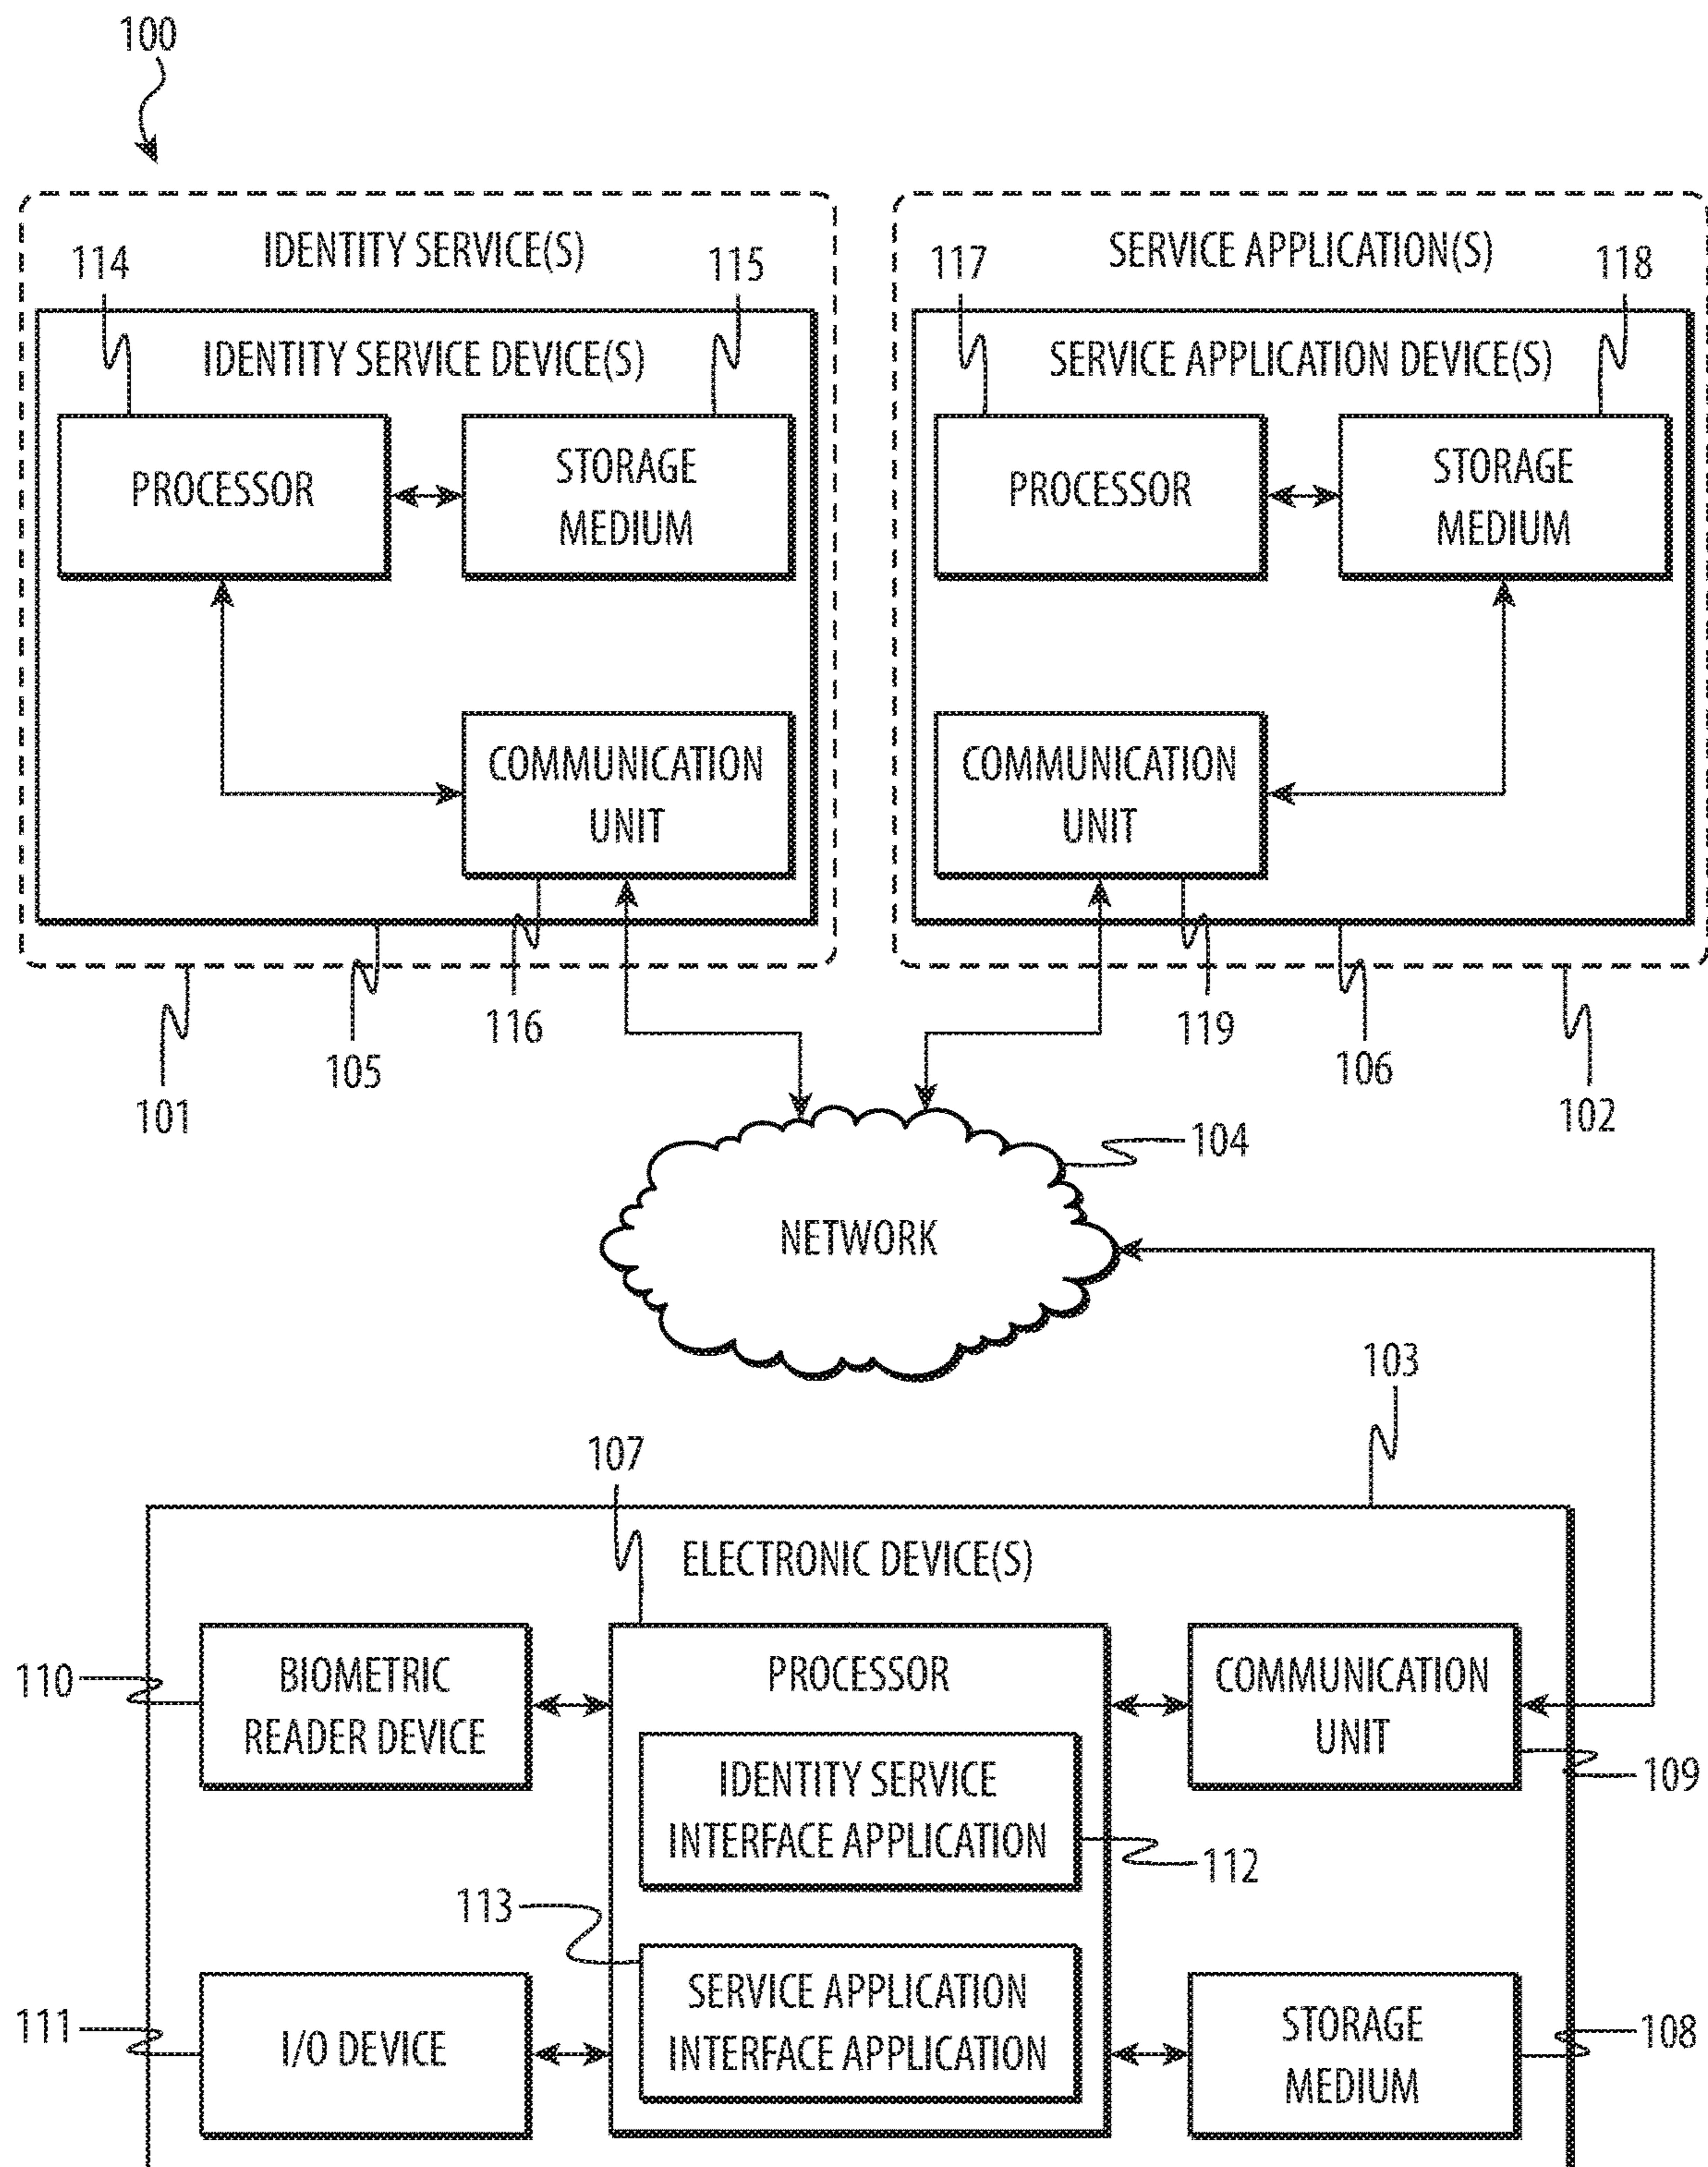 100
IDENTITY SERVICE(S)
114
115
IDENTITY SERVICE DEVICE(S)
PROCESSOR
STORAGE
MEDIUM
COMMUNICATION
UNIT
116
105
101
SERVICE APPLICATION(S)
117
118
SERVICE APPLICATION DEVICE(S)
PROCESSOR
STORAGE
MEDIUM
COMMUNICATION
UNIT
119
106
102
104
NETWORK
103
107
ELECTRONIC DEVICE(S)
110
BIOMETRIC
READER DEVICE
PROCESSOR
COMMUNICATION
UNIT
109
IDENTITY SERVICE
INTERFACE APPLICATION
112
113
111
I/O DEVICE
SERVICE APPLICATION
INTERFACE APPLICATION
STORAGE
MEDIUM
108